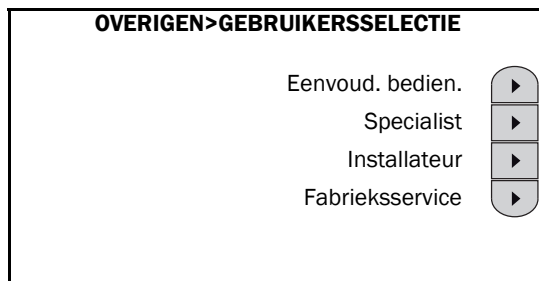 OVERIGEN>GEBRUIKERSSELECTIE
Eenvoud. bedien.
Specialist
Installateur
Fabrieksservice